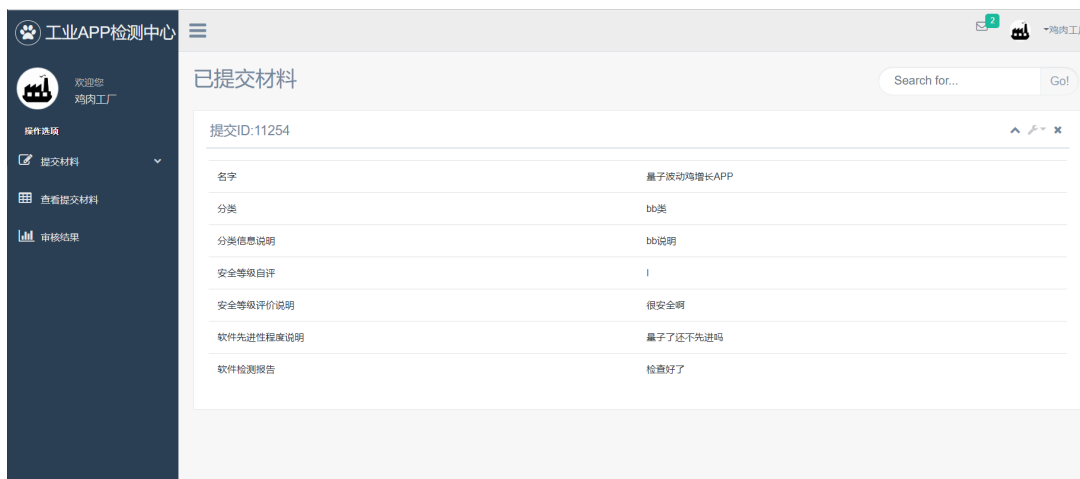 工业APP检测中心
2
鸡肉工
欢迎您
鸡肉工厂
已提交材料
Search for...
Go!
操作选项
提交材料
查看提交材料
审核结果
提交ID:11254
名字 量子波动鸡增长APP
分类 bb类
分类信息说明 bb说明
安全等级自评 I
安全等级评价说明 很安全啊
软件先进性程度说明 量子了还不先进吗
软件检测报告 检查好了